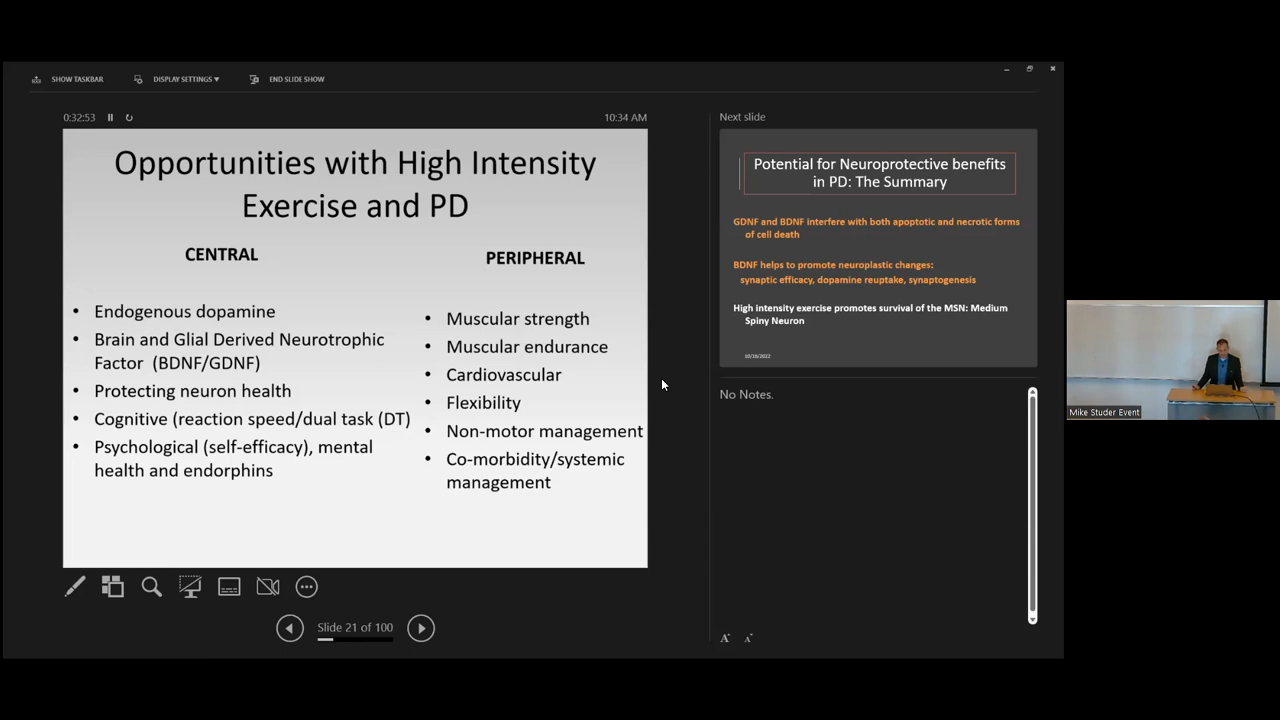 SHOW TASKBAR
DISPLAY SETTINGS
END SLIDE SHOW
0:32:53
10:34 AM
Opportunities with High Intensity
Exercise and PD
CENTRAL
• Endogenous dopamine
• Brain and Glial Derived Neurotrophic
Factor (BDNF/GDNF)
• Protecting neuron health
• Cognitive (reaction speed/dual task (DT)
• Psychological (self-efficacy), mental
health and endorphins
PERIPHERAL
• Muscular strength
• Muscular endurance
• Cardiovascular
• Flexibility
• Non-motor management
• Co-morbidity/systemic
management
Slide 21 of 100
Next slide
Potential for Neuroprotective benefits
in PD: The Summary
GDNF and BDNF interfere with both apoptotic and necrotic forms
of cell death
BDNF helps to promote neuroplastic changes:
synaptic efficacy, dopamine reuptake, synaptogenesis
High intensity exercise promotes survival of the MSN: Medium
Spiny Neuron
10/16/2022
No Notes.
A A
Mike Studer Event